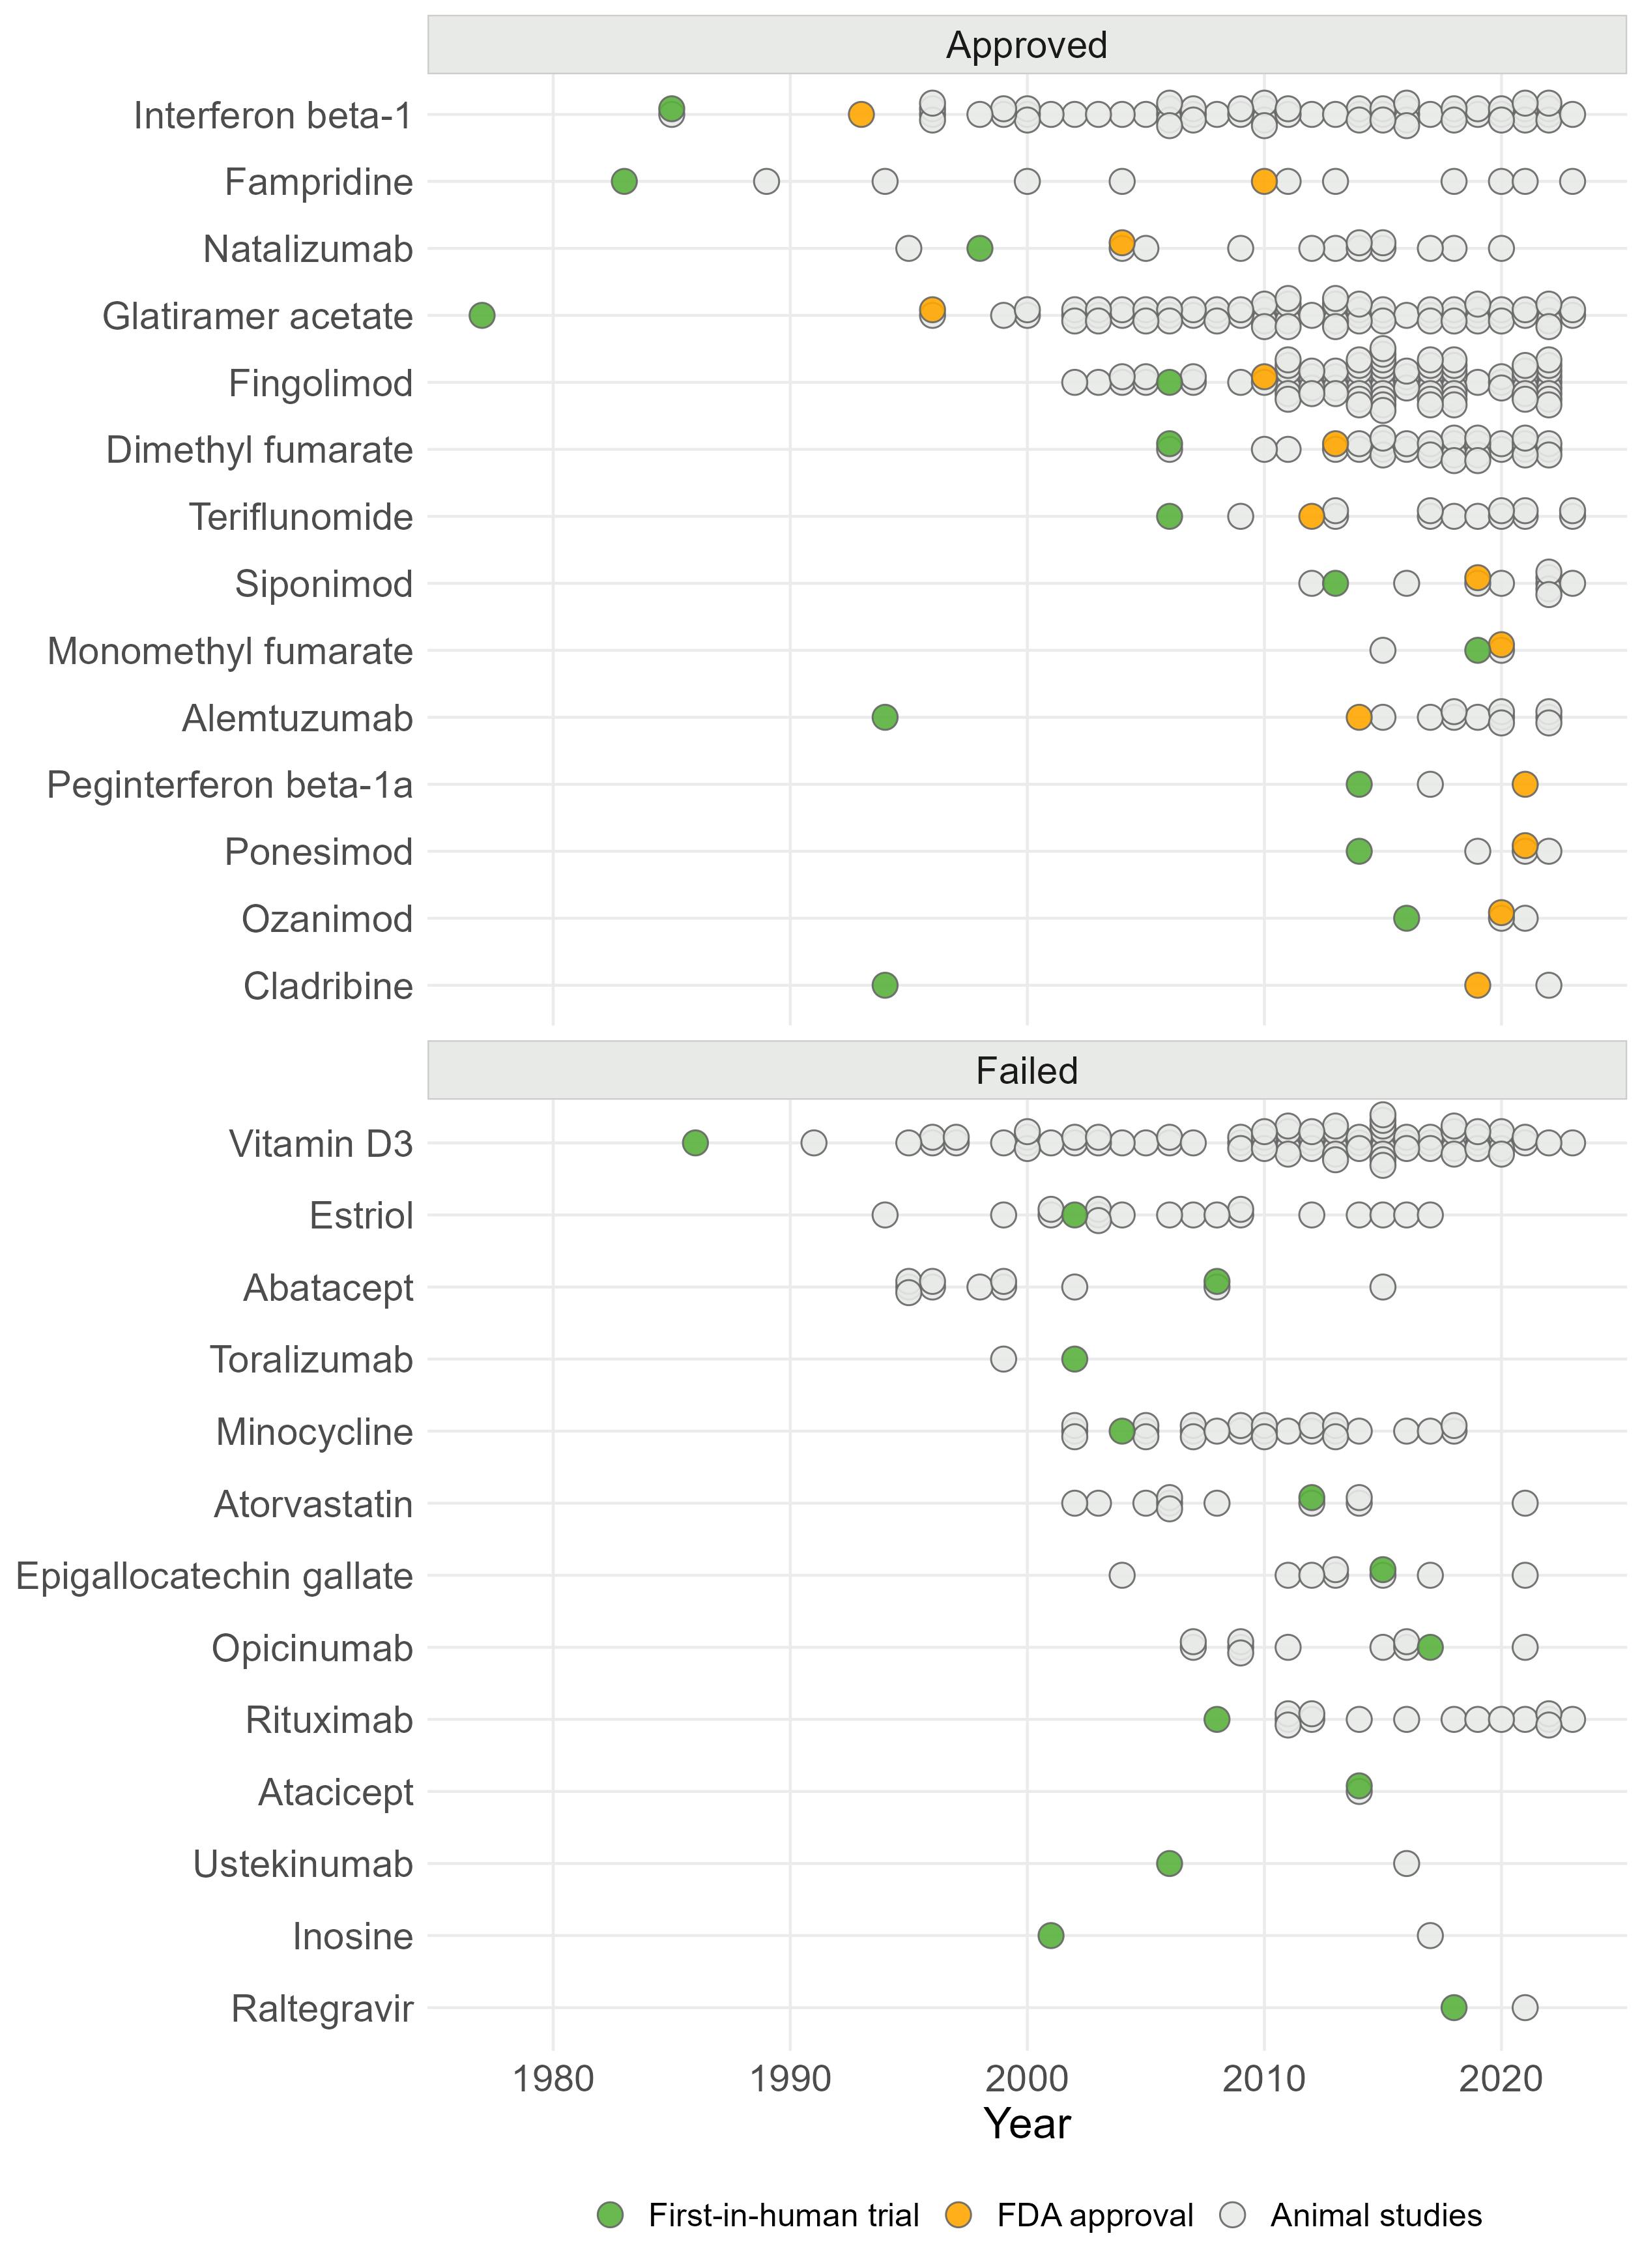 Approved
Interferon beta-1
Fampridine
Natalizumab
Glatiramer acetate
Fingolimod
Dimethyl fumarate
Teriflunomide
Siponimod
Monomethyl fumarate
Alemtuzumab
Peginterferon beta-1a
Ponesimod
Ozanimod
Cladribine
Failed
Vitamin D3
Estriol
Abatacept
Toralizumab
Minocycline
Atorvastatin
Epigallocatechin gallate
Opicinumab
Rituximab
Atacicept
Ustekinumab
Inosine
Raltegravir
1980 1990 2000 2010 2020
Year
First-in-human trial FDA approval Animal studies